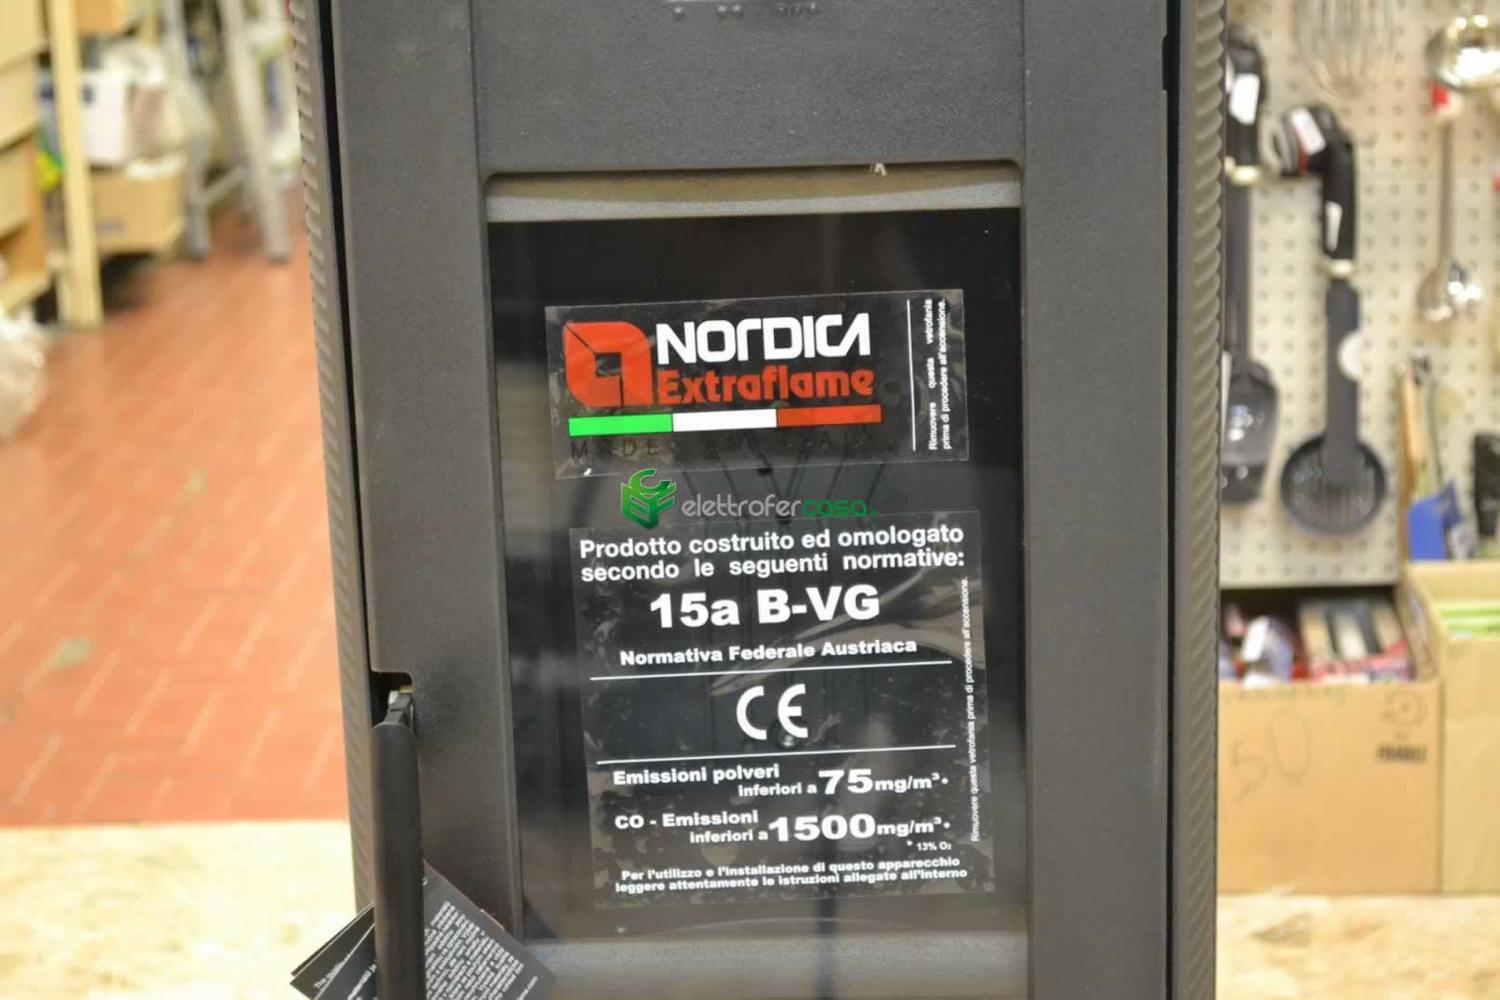 NORDICA
Extraflame
MADE
Rimuovere questa vetrofania
prima di procedere all'accensione.
elettrofercasa
Prodotto costruito ed omologato
secondo le seguenti normative:
15a B-VG
Normativa Federale Austriaca
CE
Emissioni polveri
inferiori a 75mg/m³*
CO - Emissioni
inferiori a 1500mg/m³*
* 13% O₂
Per l'utilizzo e l'installazione di questo apparecchio
leggere attentamente le istruzioni allegate all'interno
Rimuovere questa vetrofania prima di procedere all'accensione.
50
FRAGILE